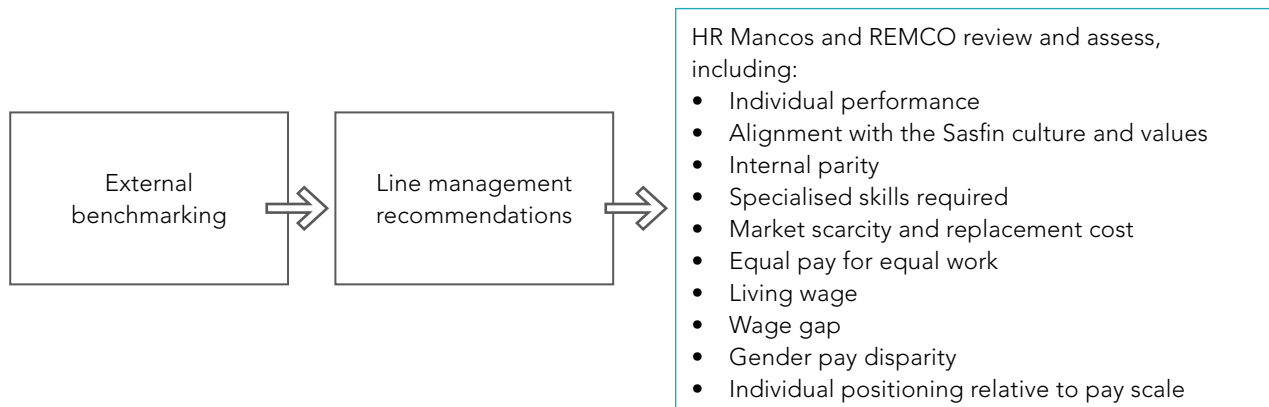 External
benchmarking
Line management
recommendations
HR Mancos and REMCO review and assess,
including:
• Individual performance
• Alignment with the Sasfin culture and values
• Internal parity
• Specialised skills required
• Market scarcity and replacement cost
• Equal pay for equal work
• Living wage
• Wage gap
• Gender pay disparity
• Individual positioning relative to pay scale